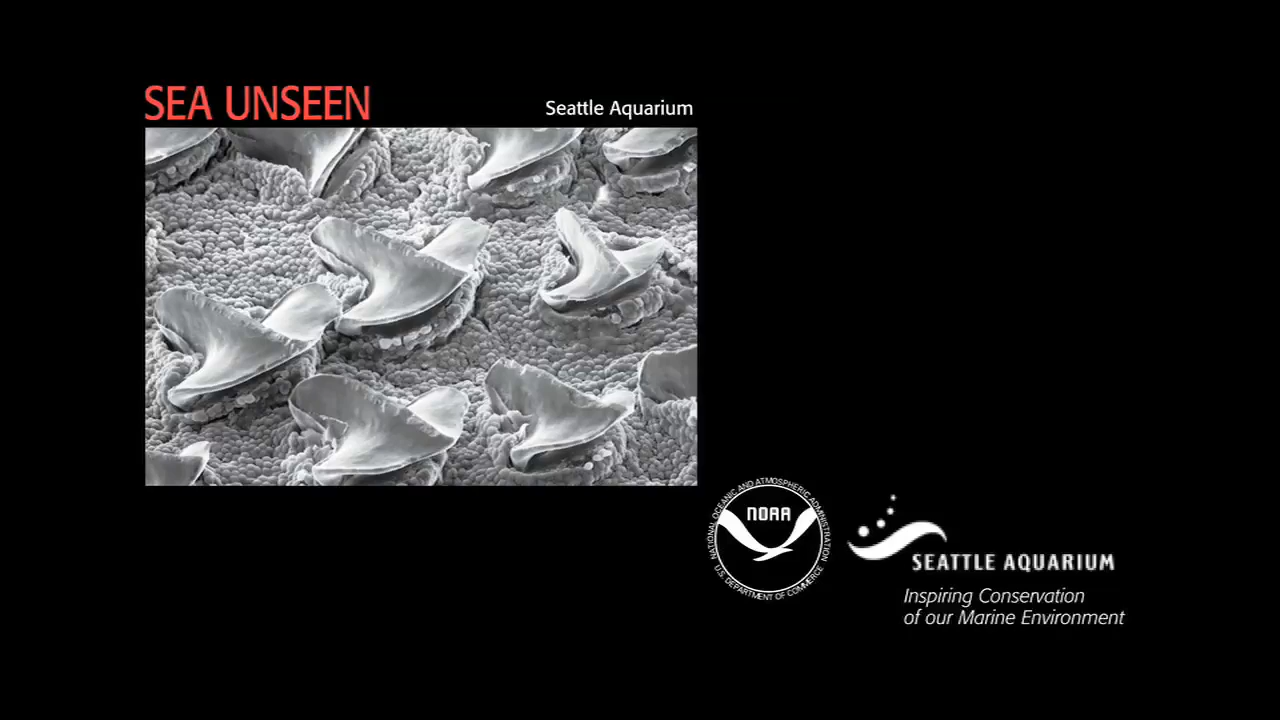 SEA UNSEEN
Seattle Aquarium
NOAA
NATIONAL OCEANIC AND ATMOSPHERIC ADMINISTRATION
U.S. DEPARTMENT OF COMMERCE
SEATTLE AQUARIUM
Inspiring Conservation
of our Marine Environment